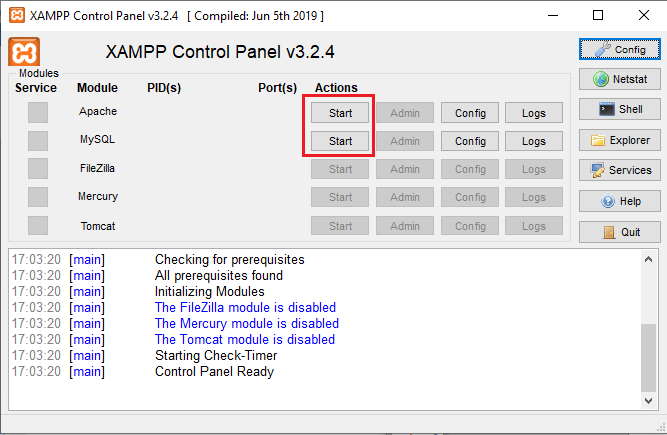 XAMPP Control Panel v3.2.4 [ Compiled: Jun 5th 2019 ]
XAMPP Control Panel v3.2.4
Config
Modules
Service Module PID(s) Port(s) Actions
Netstat
Apache Start Admin Config Logs
Shell
MySQL Start Admin Config Logs
Explorer
FileZilla Start Admin Config Logs
Services
Mercury Start Admin Config Logs
Help
Tomcat Start Admin Config Logs
Quit
17:03:20 [main] Checking for prerequisites
17:03:20 [main] All prerequisites found
17:03:20 [main] Initializing Modules
17:03:20 [main] The FileZilla module is disabled
17:03:20 [main] The Mercury module is disabled
17:03:20 [main] The Tomcat module is disabled
17:03:20 [main] Starting Check-Timer
17:03:20 [main] Control Panel Ready